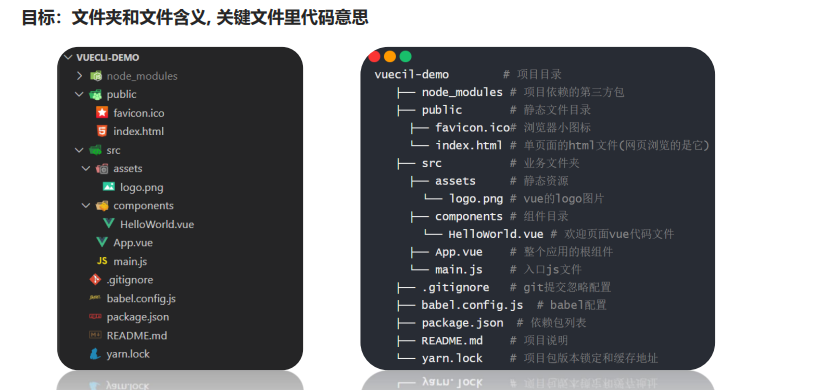 目标：文件夹和文件含义, 关键文件里代码意思
VUECLI-DEMO
node_modules
public
favicon.ico
index.html
src
assets
logo.png
components
HelloWorld.vue
App.vue
JS main.js
.gitignore
babel.config.js
package.json
README.md
yarn.lock
vuecil-demo # 项目目录
├── node_modules # 项目依赖的第三方包
├── public # 静态文件目录
├── favicon.ico# 浏览器小图标
└── index.html # 单页面的html文件(网页浏览的是它)
├── src # 业务文件夹
├── assets # 静态资源
└── logo.png # vue的logo图片
├── components # 组件目录
└── HelloWorld.vue # 欢迎页面vue代码文件
├── App.vue # 整个应用的根组件
└── main.js # 入口js文件
├── .gitignore # git提交忽略配置
├── babel.config.js # babel配置
├── package.json # 依赖包列表
├── README.md # 项目说明
└── yarn.lock # 项目包版本锁定和缓存地址